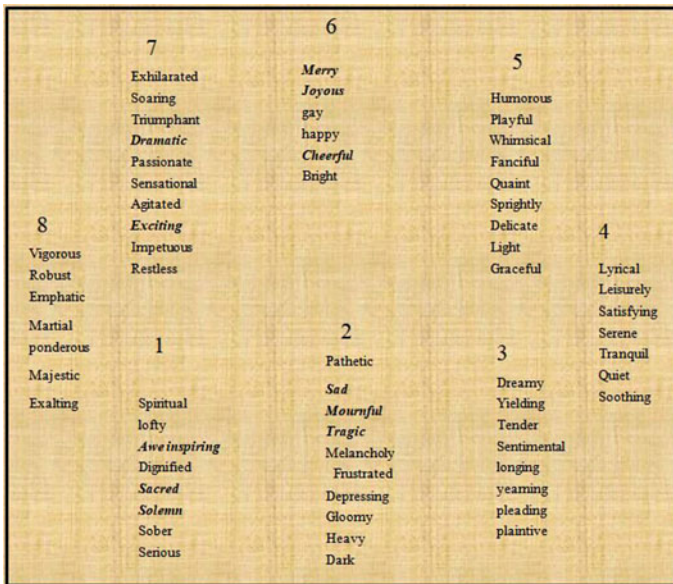 6
Merry
Joyous
gay
happy
Cheerful
Bright
7
Exhilarated
Soaring
Triumphant
Dramatic
Passionate
Sensational
Agitated
Exciting
Impetuous
Restless
5
Humorous
Playful
Whimsical
Fanciful
Quaint
Sprightly
Delicate
Light
Graceful
8
Vigorous
Robust
Emphatic
Martial
ponderous
Majestic
Exalting
4
Lyrical
Leisurely
Satisfying
Serene
Tranquil
Quiet
Soothing
1
Spiritual
lofty
Awe inspiring
Dignified
Sacred
Solemn
Sober
Serious
2
Pathetic
Sad
Mournful
Tragic
Melancholy
Frustrated
Depressing
Gloomy
Heavy
Dark
3
Dreamy
Yielding
Tender
Sentimental
longing
yearning
pleading
plaintive